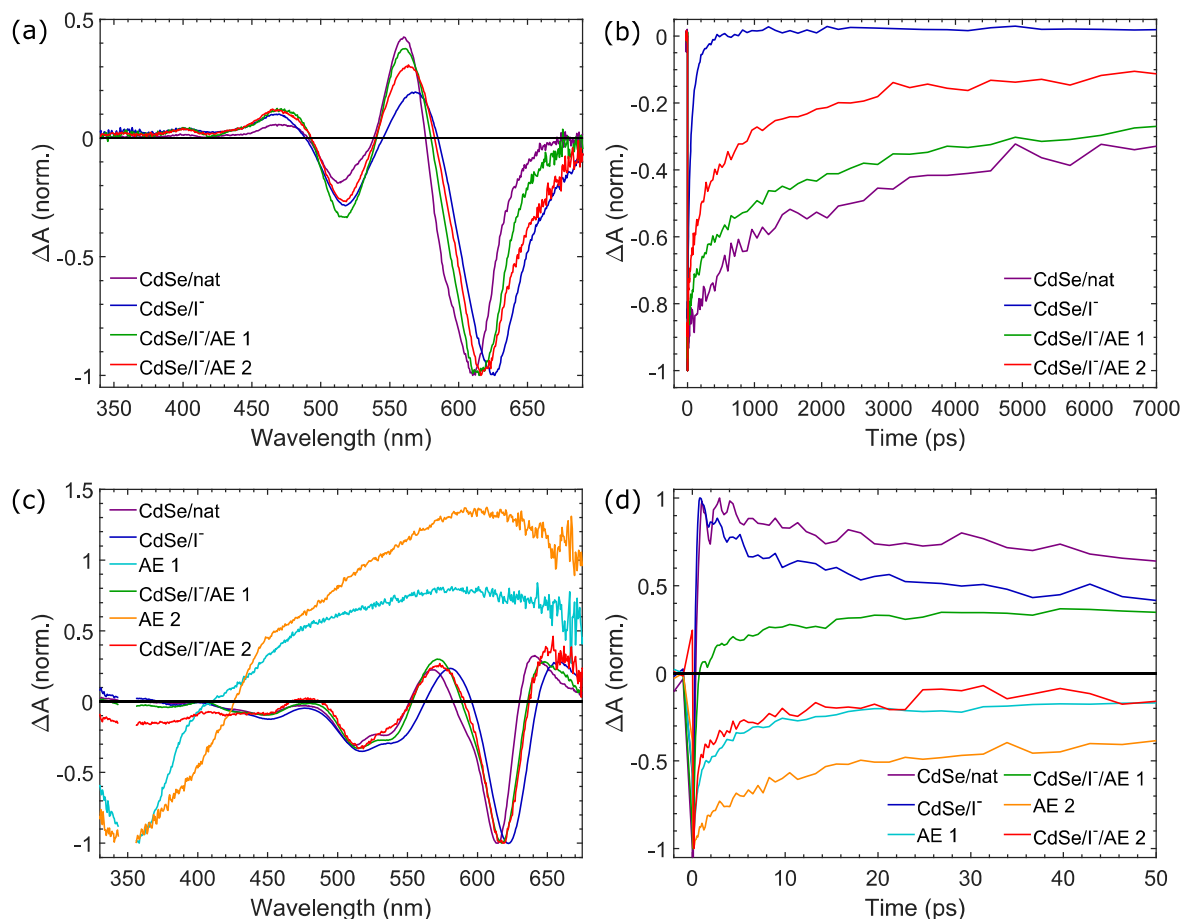 (a)
0.5
0
-0.5
-1
ΔA (norm.)
CdSe/nat
CdSe/I⁻
CdSe/I⁻/AE 1
CdSe/I⁻/AE 2
350 400 450 500 550 600 650
Wavelength (nm)
(b)
0
-0.2
-0.4
-0.6
-0.8
-1
ΔA (norm.)
CdSe/nat
CdSe/I⁻
CdSe/I⁻/AE 1
CdSe/I⁻/AE 2
0 1000 2000 3000 4000 5000 6000 7000
Time (ps)
(c)
1.5
1
0.5
0
-0.5
-1
ΔA (norm.)
CdSe/nat
CdSe/I⁻
AE 1
CdSe/I⁻/AE 1
AE 2
CdSe/I⁻/AE 2
350 400 450 500 550 600 650
Wavelength (nm)
(d)
1
0.5
0
-0.5
-1
ΔA (norm.)
CdSe/nat CdSe/I⁻/AE 1
CdSe/I⁻ AE 2
AE 1 CdSe/I⁻/AE 2
0 10 20 30 40 50
Time (ps)